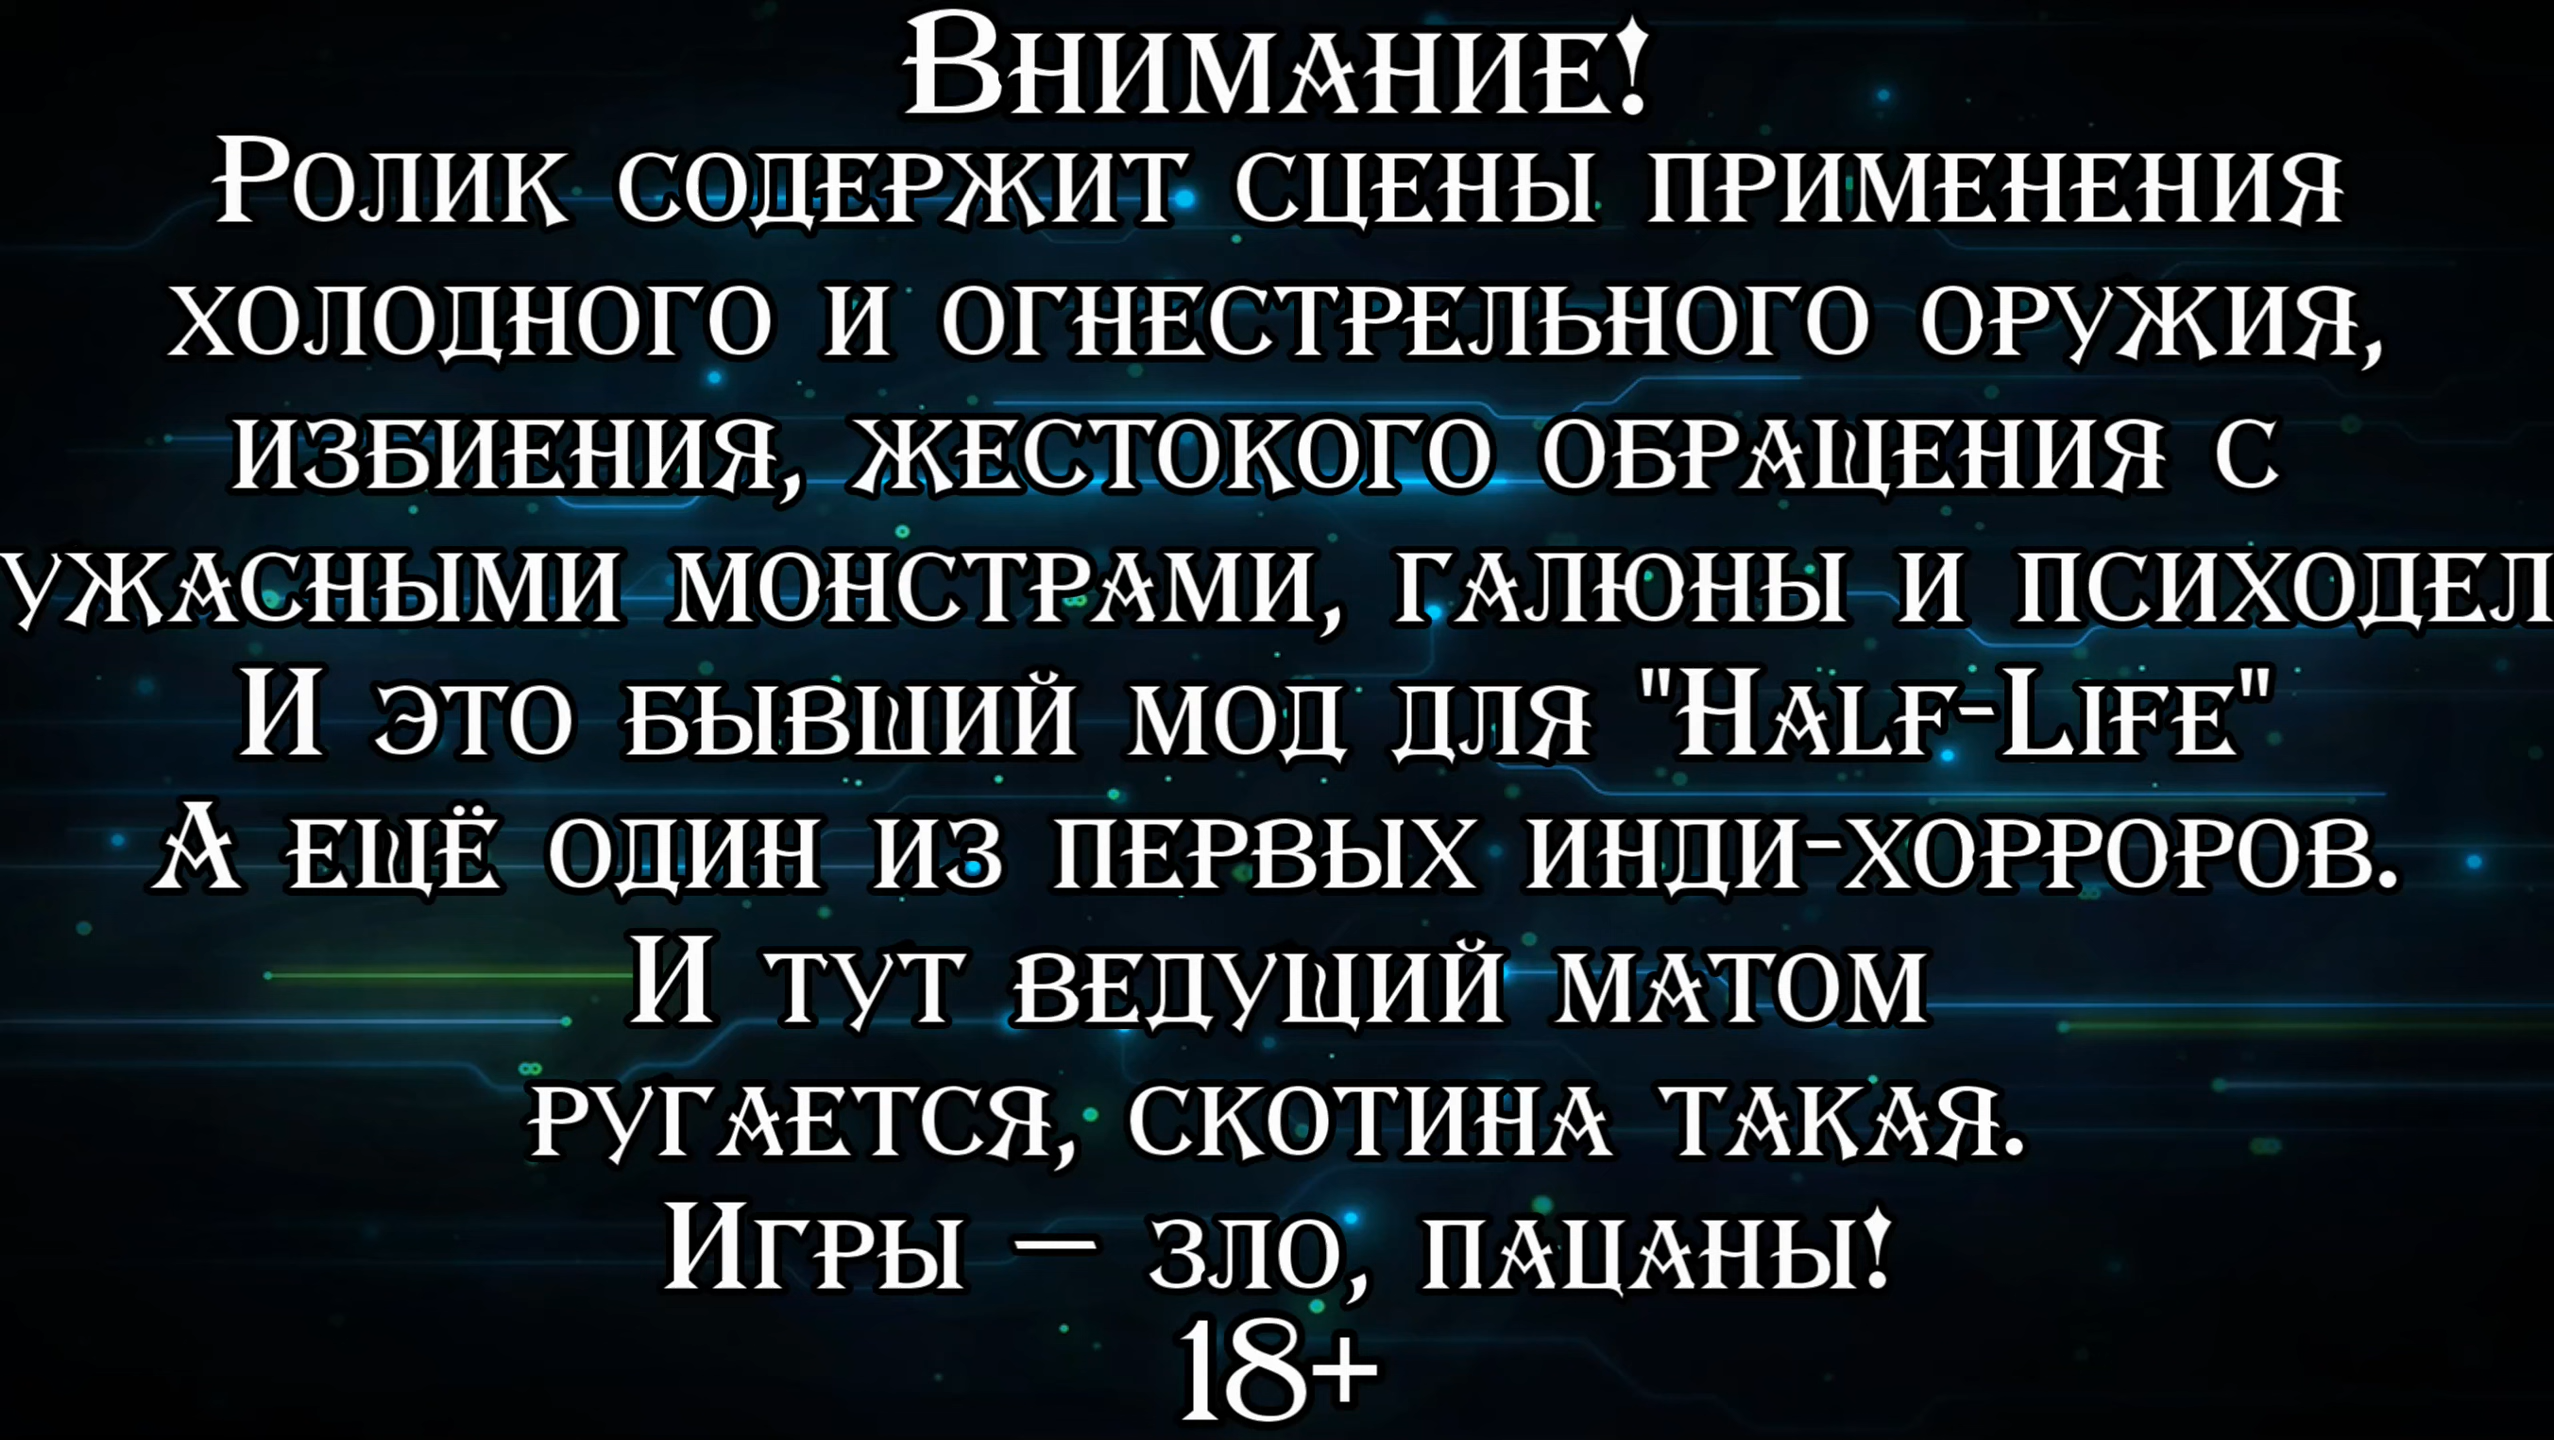 Внимание!
Ролик содержит сцены применения
холодного и огнестрельного оружия,
избиения, жестокого обращения с
ужасными монстрами, галюны и психодел
И это бывший мод для "Half-Life"
А ещё один из первых инди-хорроров.
И тут ведущий матом
ругается, скотина такая.
Игры — зло, пацаны!
18+